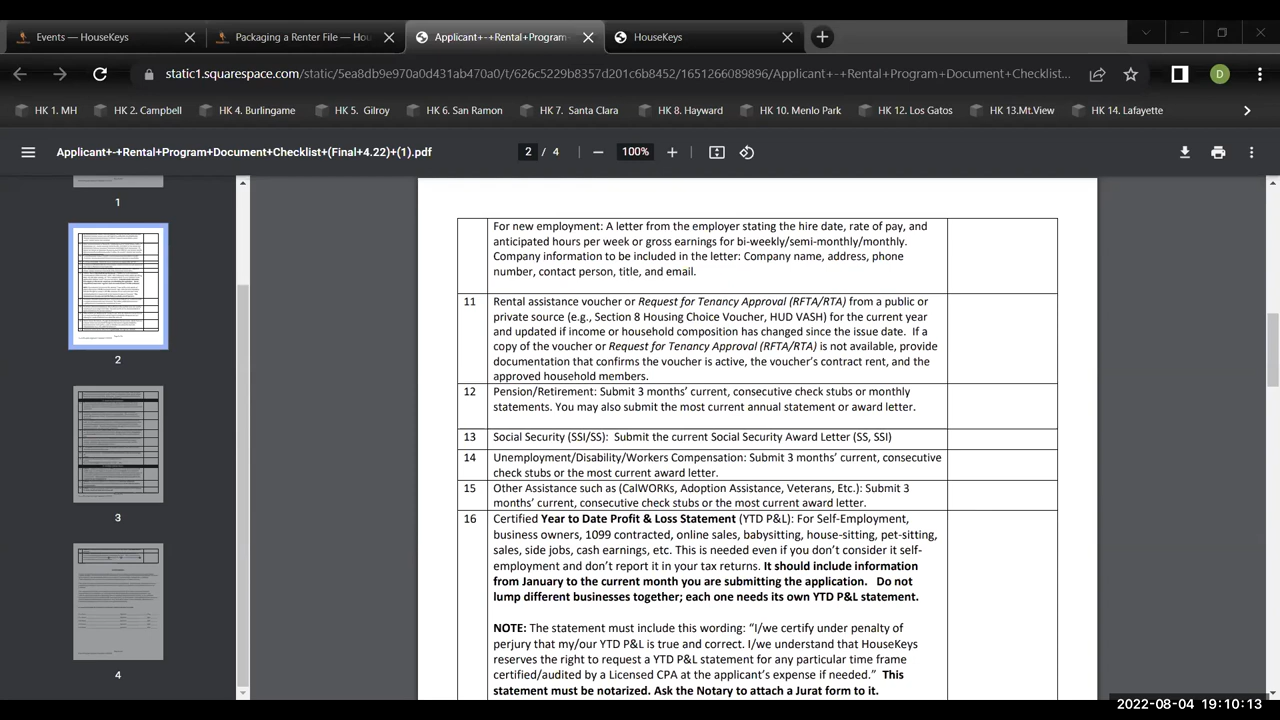 Events — HouseKeys
Packaging a Renter File — Hou
Applicant+-+Rental+Program
HouseKeys
static1.squarespace.com/static/5ea8db9e970a0d431ab470a0/t/626c5229b8357d201c6b8452/1651266089896/Applicant+-+Rental+Program+Document+Checklist...
D
HK 1. MH
HK 2. Campbell
HK 4. Burlingame
HK 5. Gilroy
HK 6. San Ramon
HK 7. Santa Clara
HK 8. Hayward
HK 10. Menlo Park
HK 12. Los Gatos
HK 13.Mt.View
HK 14. Lafayette
Applicant+-+Rental+Program+Document+Checklist+(Final+4.22)+(1).pdf
2 / 4
100%
1
2
3
4
For new employment: A letter from the employer stating the hire date, rate of pay, and
anticipated hours per week or gross earnings for bi-weekly/semi-monthly/monthly.
Company information to be included in the letter: Company name, address, phone
number, contact person, title, and email.
11 Rental assistance voucher or Request for Tenancy Approval (RFTA/RTA) from a public or
private source (e.g., Section 8 Housing Choice Voucher, HUD VASH) for the current year
and updated if income or household composition has changed since the issue date. If a
copy of the voucher or Request for Tenancy Approval (RFTA/RTA) is not available, provide
documentation that confirms the voucher is active, the voucher's contract rent, and the
approved household members.
12 Pension/Retirement: Submit 3 months' current, consecutive check stubs or monthly
statements. You may also submit the most current annual statement or award letter.
13 Social Security (SSI/SS): Submit the current Social Security Award Letter (SS, SSI)
14 Unemployment/Disability/Workers Compensation: Submit 3 months' current, consecutive
check stubs or the most current award letter.
15 Other Assistance such as (CalWORKs, Adoption Assistance, Veterans, Etc.): Submit 3
months' current, consecutive check stubs or the most current award letter.
16 Certified Year to Date Profit & Loss Statement (YTD P&L): For Self-Employment,
business owners, 1099 contracted, online sales, babysitting, house-sitting, pet-sitting,
sales, side jobs, cash earnings, etc. This is needed even if you don't consider it self-
employment and don't report it in your tax returns. It should include information
from January to the current month you are submitting the application. Do not
lump different businesses together; each one needs its own YTD P&L statement.
NOTE: The statement must include this wording: "I/we certify under penalty of
perjury that my/our YTD P&L is true and correct. I/we understand that HouseKeys
reserves the right to request a YTD P&L statement for any particular time frame
certified/audited by a Licensed CPA at the applicant's expense if needed." This
statement must be notarized. Ask the Notary to attach a Jurat form to it.
2022-08-04 19:10:13